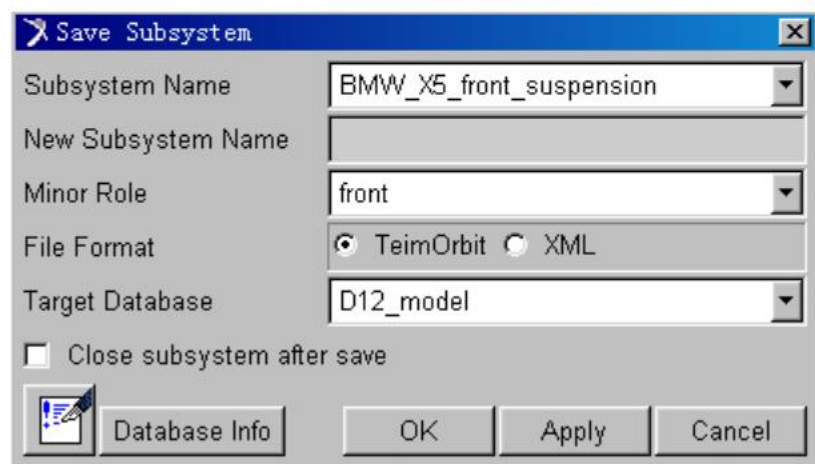 Save Subsystem
Subsystem Name BMW_X5_front_suspension
New Subsystem Name
Minor Role front
File Format TeimOrbit XML
Target Database D12_model
Close subsystem after save
Database Info OK Apply Cancel